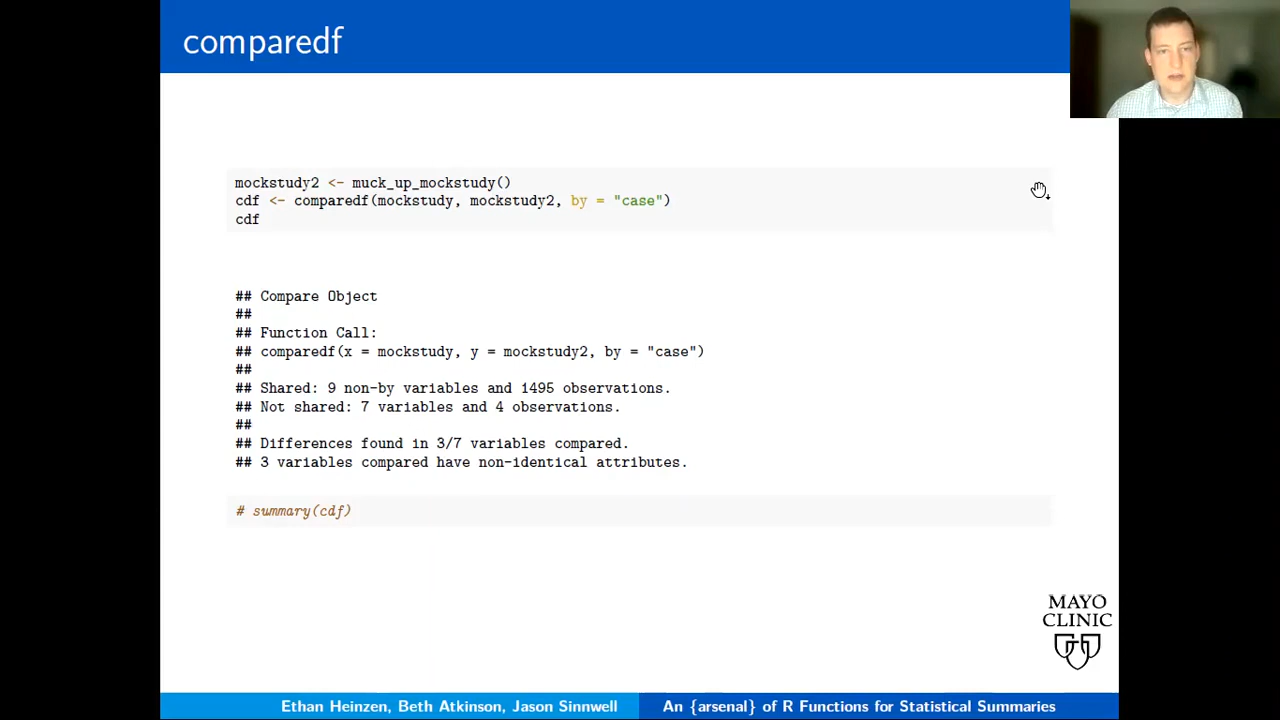 comparedf
mockstudy2 <- muck_up_mockstudy()
cdf <- comparedf(mockstudy, mockstudy2, by = "case")
cdf
## Compare Object
##
## Function Call:
## comparedf(x = mockstudy, y = mockstudy2, by = "case")
##
## Shared: 9 non-by variables and 1495 observations.
## Not shared: 7 variables and 4 observations.
##
## Differences found in 3/7 variables compared.
## 3 variables compared have non-identical attributes.
# summary(cdf)
MAYO
CLINIC
Ethan Heinzen, Beth Atkinson, Jason Sinnwell
An {arsenal} of R Functions for Statistical Summaries